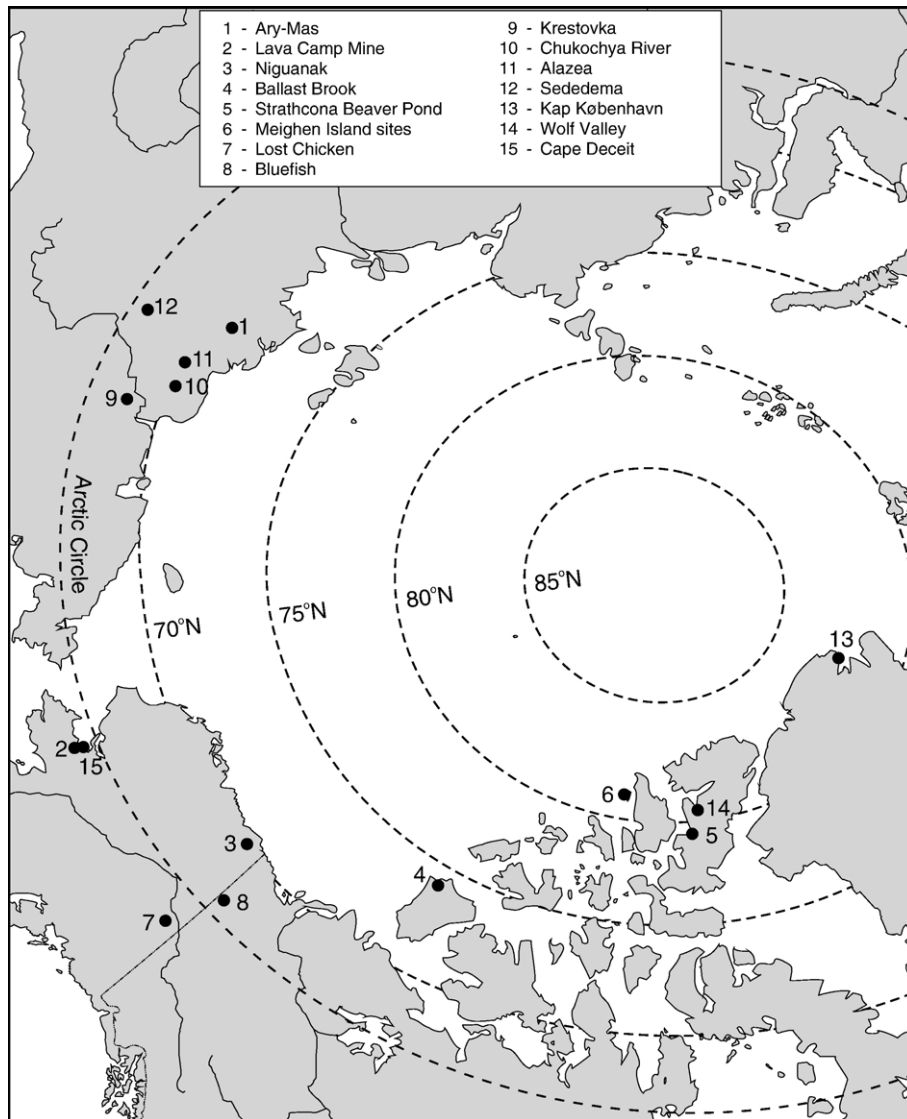 1 - Ary-Mas
2 - Lava Camp Mine
3 - Niguanak
4 - Ballast Brook
5 - Strathcona Beaver Pond
6 - Meighen Island sites
7 - Lost Chicken
8 - Bluefish
9 - Krestovka
10 - Chukochya River
11 - Alazea
12 - Sededema
13 - Kap København
14 - Wolf Valley
15 - Cape Deceit
12
1
11
10
9
Arctic Circle
70°N
75°N
80°N
85°N
13
2
15
6
14
5
3
4
8
7